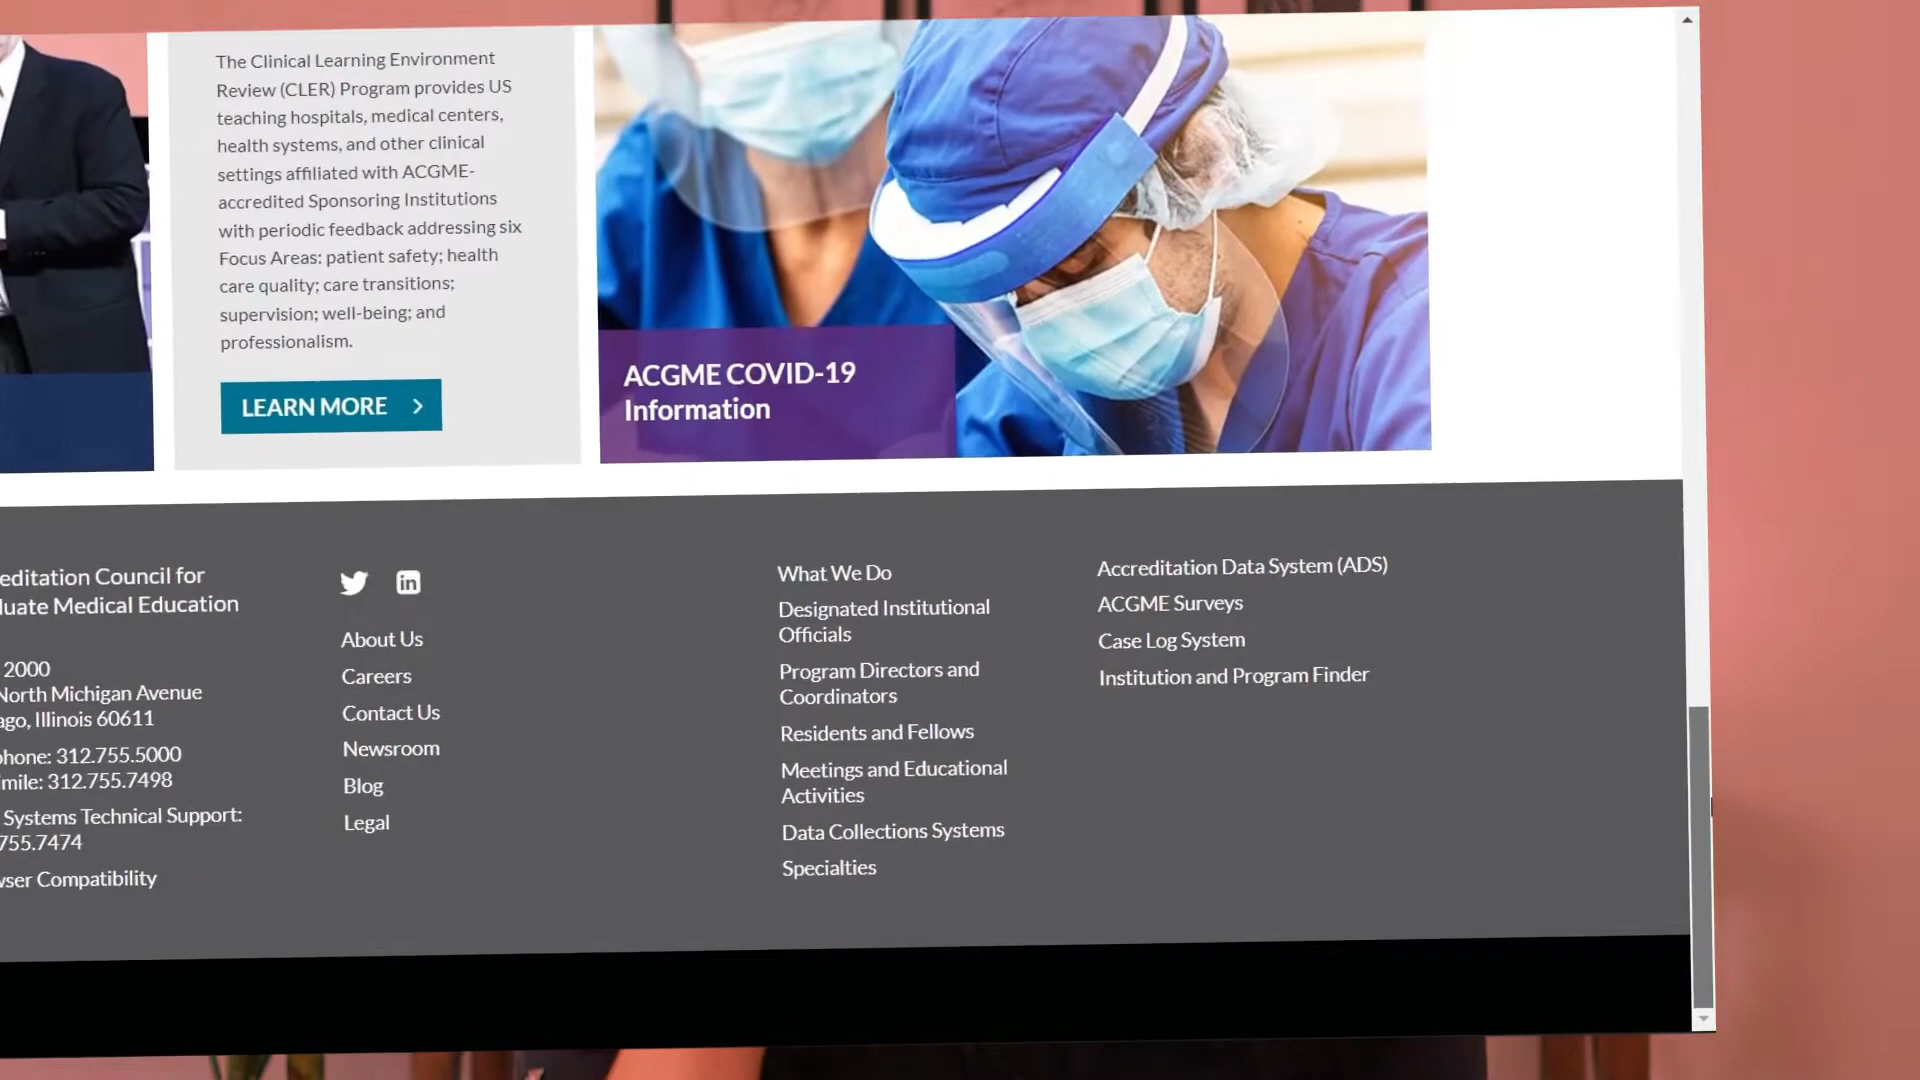 The Clinical Learning Environment
Review (CLER) Program provides US
teaching hospitals, medical centers,
health systems, and other clinical
settings affiliated with ACGME-
accredited Sponsoring Institutions
with periodic feedback addressing six
Focus Areas: patient safety; health
care quality; care transitions;
supervision; well-being; and
professionalism.
LEARN MORE
ACGME COVID-19
Information
editation Council for
uate Medical Education
2000
North Michigan Avenue
ago, Illinois 60611
phone: 312.755.5000
mile: 312.755.7498
Systems Technical Support:
755.7474
wser Compatibility
in
About Us
Careers
Contact Us
Newsroom
Blog
Legal
What We Do
Designated Institutional
Officials
Program Directors and
Coordinators
Residents and Fellows
Meetings and Educational
Activities
Data Collections Systems
Specialties
Accreditation Data System (ADS)
ACGME Surveys
Case Log System
Institution and Program Finder